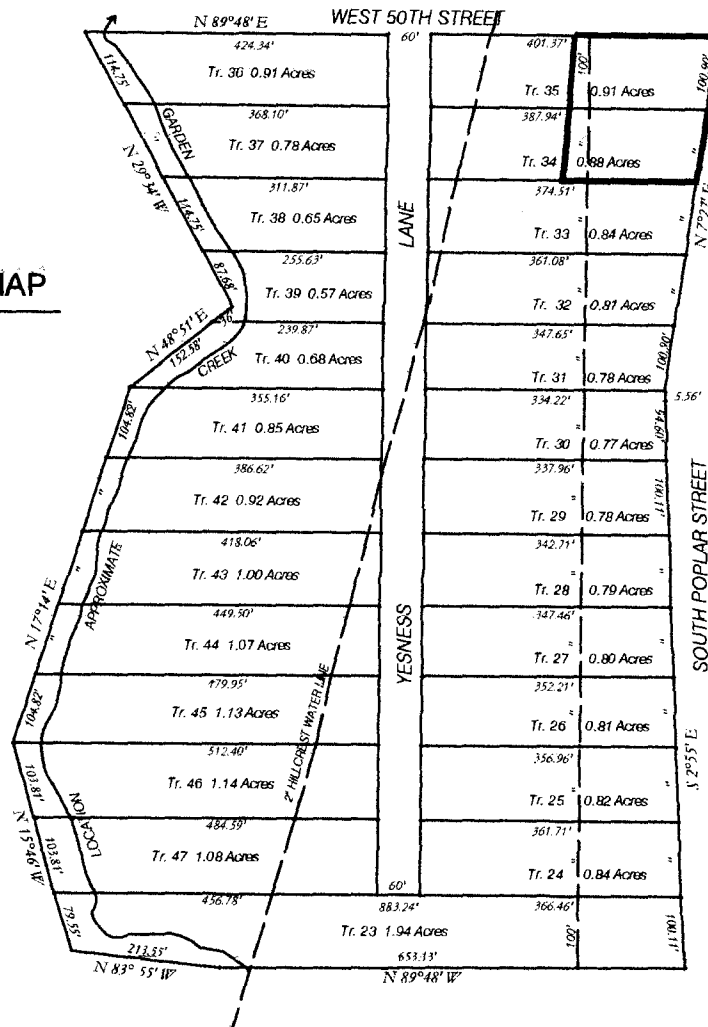 WEST 50TH STREET
N 89°48' E
424.34'
60'
401.37'
114.75'
Tr. 36 0.91 Acres
100'
Tr. 35 0.91 Acres
100.90'
368.10'
387.94'
GARDEN
Tr. 37 0.78 Acres
Tr. 34 0.88 Acres
N 29°34' W
311.87'
374.51'
N 7°27' E
114.75'
Tr. 38 0.65 Acres
LANE
Tr. 33 0.84 Acres
255.63'
361.08'
87.68'
Tr. 39 0.57 Acres
Tr. 32 0.81 Acres
N 48°51' E
239.87'
347.65'
152.58'
CREEK
Tr. 40 0.68 Acres
Tr. 31 0.78 Acres
100.80'
355.16'
334.22'
5.56'
104.82'
Tr. 41 0.85 Acres
Tr. 30 0.77 Acres
94.60'
386.62'
337.96'
Tr. 42 0.92 Acres
Tr. 29 0.78 Acres
100.11'
418.06'
342.71'
APPROXIMATE
Tr. 43 1.00 Acres
Tr. 28 0.79 Acres
SOUTH POPLAR STREET
N 17°14' E
449.50'
347.46'
Tr. 44 1.07 Acres
YESNESS
Tr. 27 0.80 Acres
479.95'
352.21'
104.82'
Tr. 45 1.13 Acres
2" HILLCREST WATER LINE
Tr. 26 0.81 Acres
512.40'
356.96'
S 2°55' E
103.81'
Tr. 46 1.14 Acres
Tr. 25 0.82 Acres
LOCATION
484.59'
361.71'
N 15°46' W
103.81'
Tr. 47 1.08 Acres
Tr. 24 0.84 Acres
456.78'
60'
883.24'
366.46'
79.55'
Tr. 23 1.94 Acres
100'
100.11'
213.55'
653.13'
N 83° 55' W
N 89°48' W